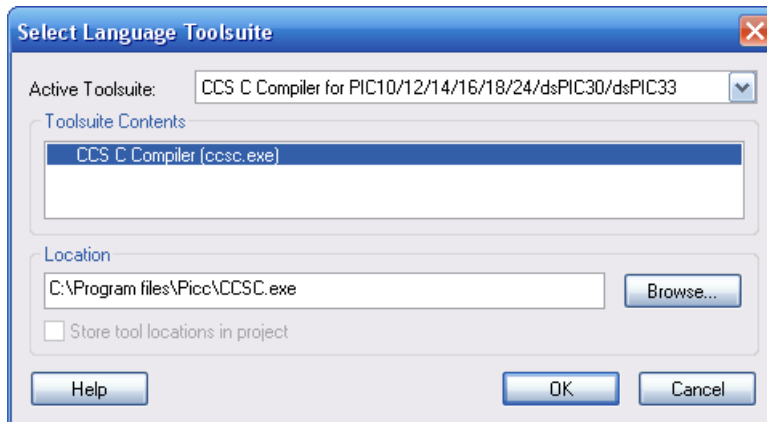 Select Language Toolsuite
Active Toolsuite: CCS C Compiler for PIC10/12/14/16/18/24/dsPIC30/dsPIC33
Toolsuite Contents
CCS C Compiler (ccsc.exe)
Location
C:\Program files\Picc\CCSC.exe Browse...
Store tool locations in project
Help OK Cancel